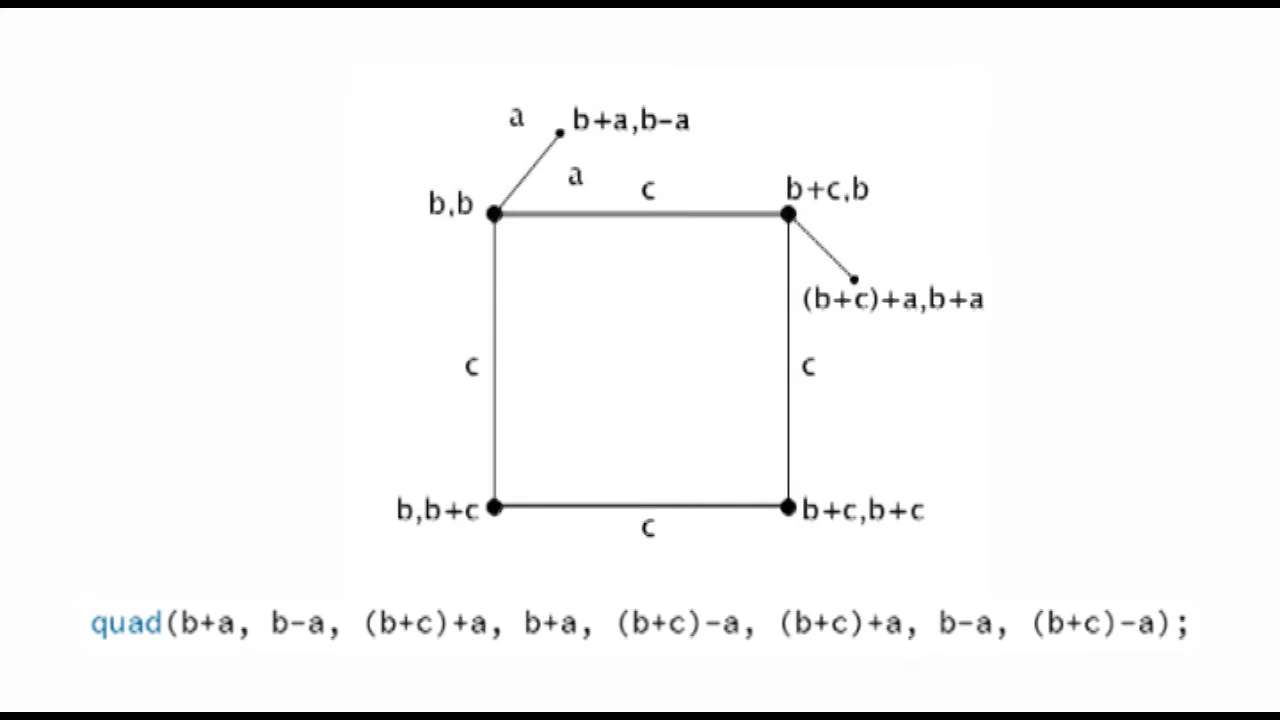 a
b+a,b-a
a
c
b+c,b
b,b
(b+c)+a,b+a
c
c
b,b+c
b+c,b+c
c
quad(b+a, b-a, (b+c)+a, b+a, (b+c)-a, (b+c)+a, b-a, (b+c)-a);